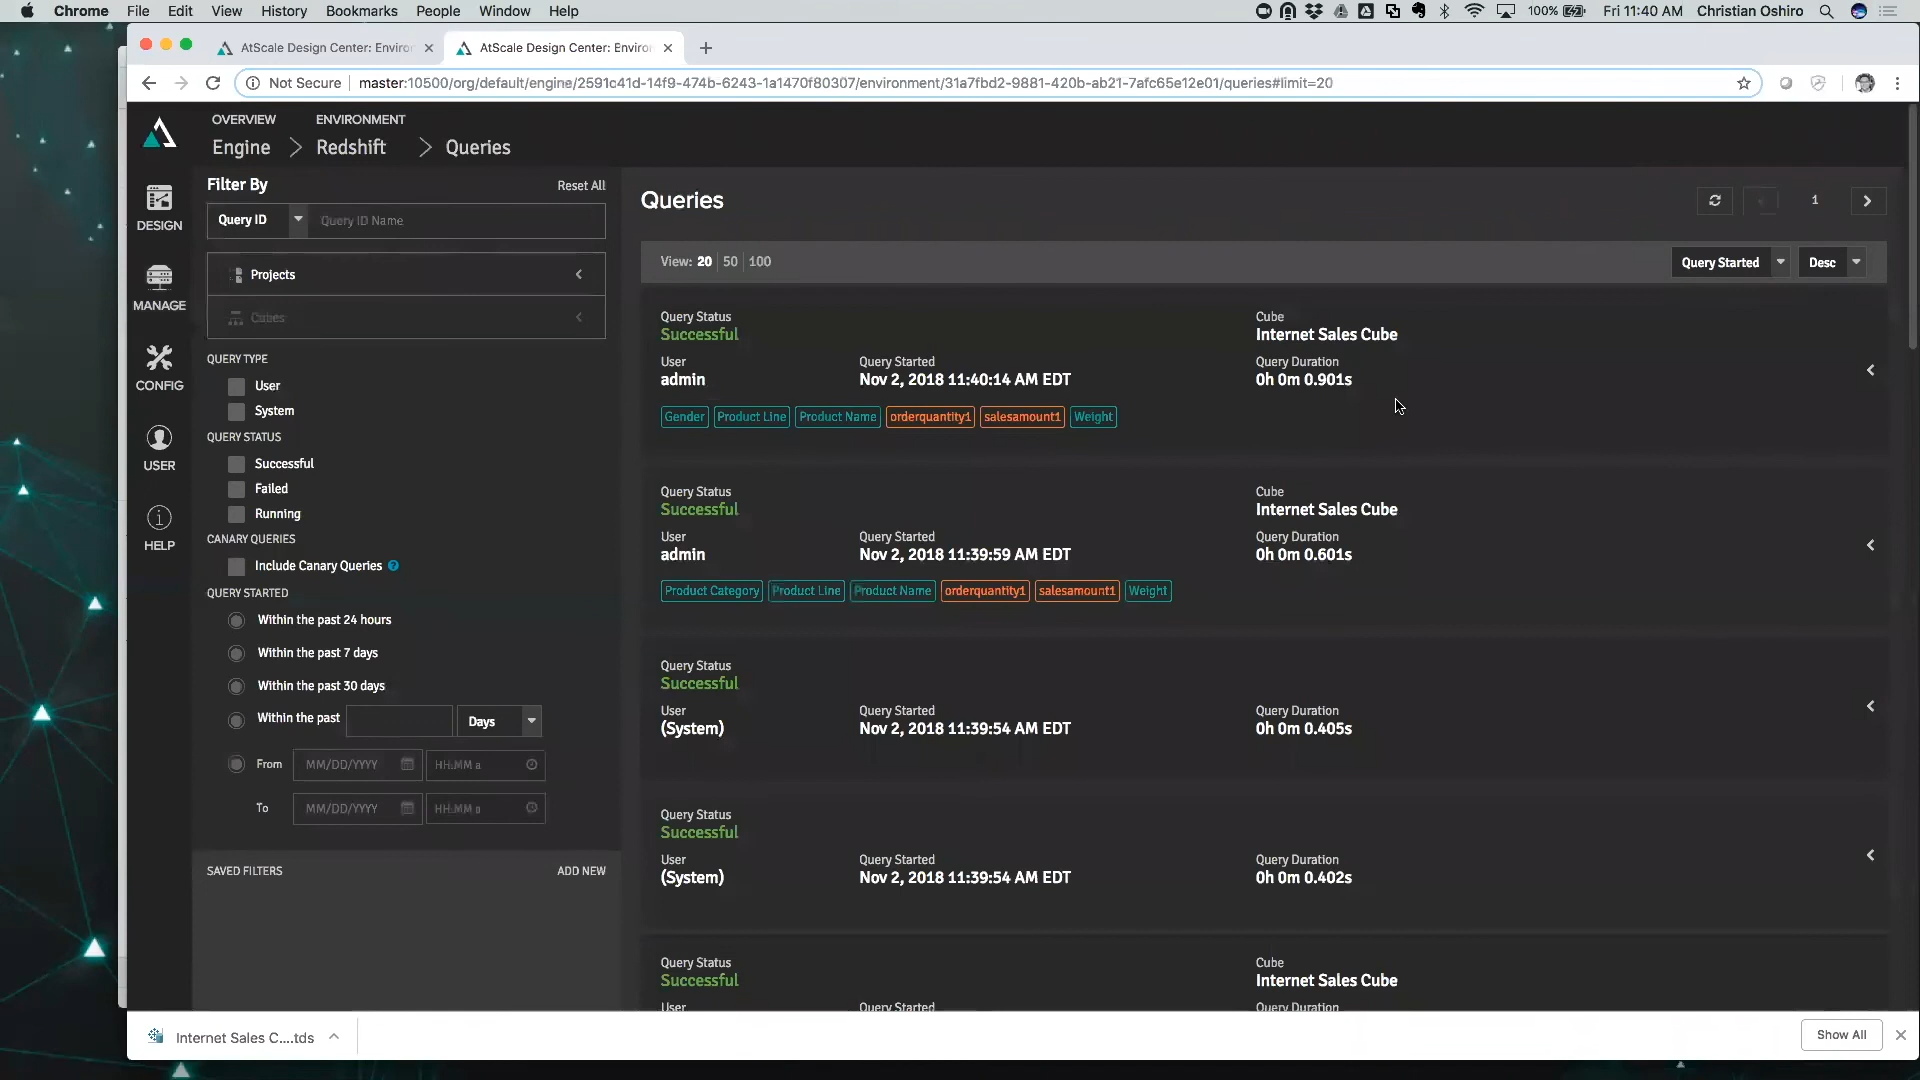 Chrome File Edit View History Bookmarks People Window Help 100% Fri 11:40 AM Christian Oshiro
AtScale Design Center: Enviro
AtScale Design Center: Enviro
Not Secure master:10500/org/default/engine/2591c41d-14f9-474b-6243-1a1470f80307/environment/31a7fbd2-9881-420b-ab21-7afc65e12e01/queries#limit=20
OVERVIEW ENVIRONMENT
Engine Redshift Queries
DESIGN
MANAGE
CONFIG
USER
HELP
Filter By Reset All
Query ID Query ID Name
Projects
Cubes
QUERY TYPE
User
System
QUERY STATUS
Successful
Failed
Running
CANARY QUERIES
Include Canary Queries ?
QUERY STARTED
Within the past 24 hours
Within the past 7 days
Within the past 30 days
Within the past Days
From MM/DD/YYYY HH:MM a
To MM/DD/YYYY HH:MM a
SAVED FILTERS ADD NEW
Queries 1
View: 20 50 100 Query Started Desc
Query Status Cube
Successful Internet Sales Cube
User Query Started Query Duration
admin Nov 2, 2018 11:40:14 AM EDT 0h 0m 0.901s
Gender Product Line Product Name orderquantity1 salesamount1 Weight
Query Status Cube
Successful Internet Sales Cube
User Query Started Query Duration
admin Nov 2, 2018 11:39:59 AM EDT 0h 0m 0.601s
Product Category Product Line Product Name orderquantity1 salesamount1 Weight
Query Status
Successful
User Query Started Query Duration
(System) Nov 2, 2018 11:39:54 AM EDT 0h 0m 0.405s
Query Status
Successful
User Query Started Query Duration
(System) Nov 2, 2018 11:39:54 AM EDT 0h 0m 0.402s
Query Status Cube
Successful Internet Sales Cube
User Query Started Query Duration
Internet Sales C....tds Show All